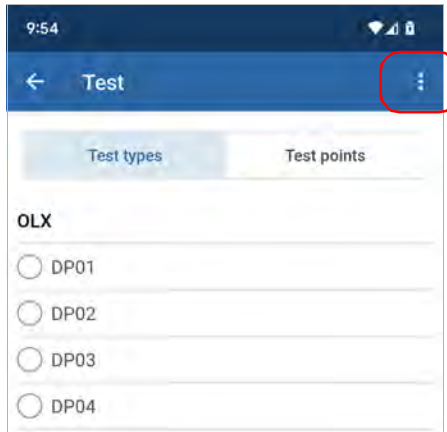 9:54
Test
Test types Test points
OLX
DP01
DP02
DP03
DP04